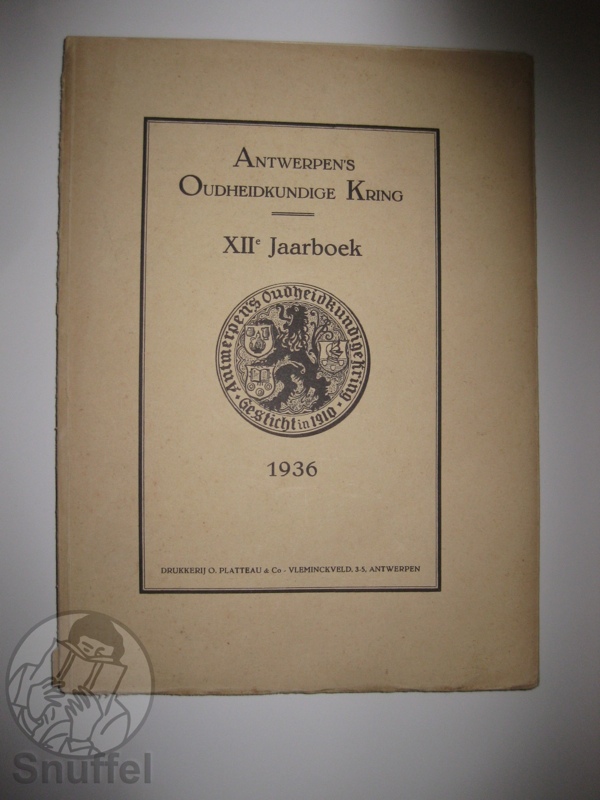 ANTWERPEN'S
OUDHEIDKUNDIGE KRING
XIIe Jaarboek
Antwerpen's Oudheidkundige Kring
Gesticht in 1910
1936
DRUKKERIJ O. PLATTEAU & Co - VLEMINCKVELD, 3-5, ANTWERPEN
Snuffel